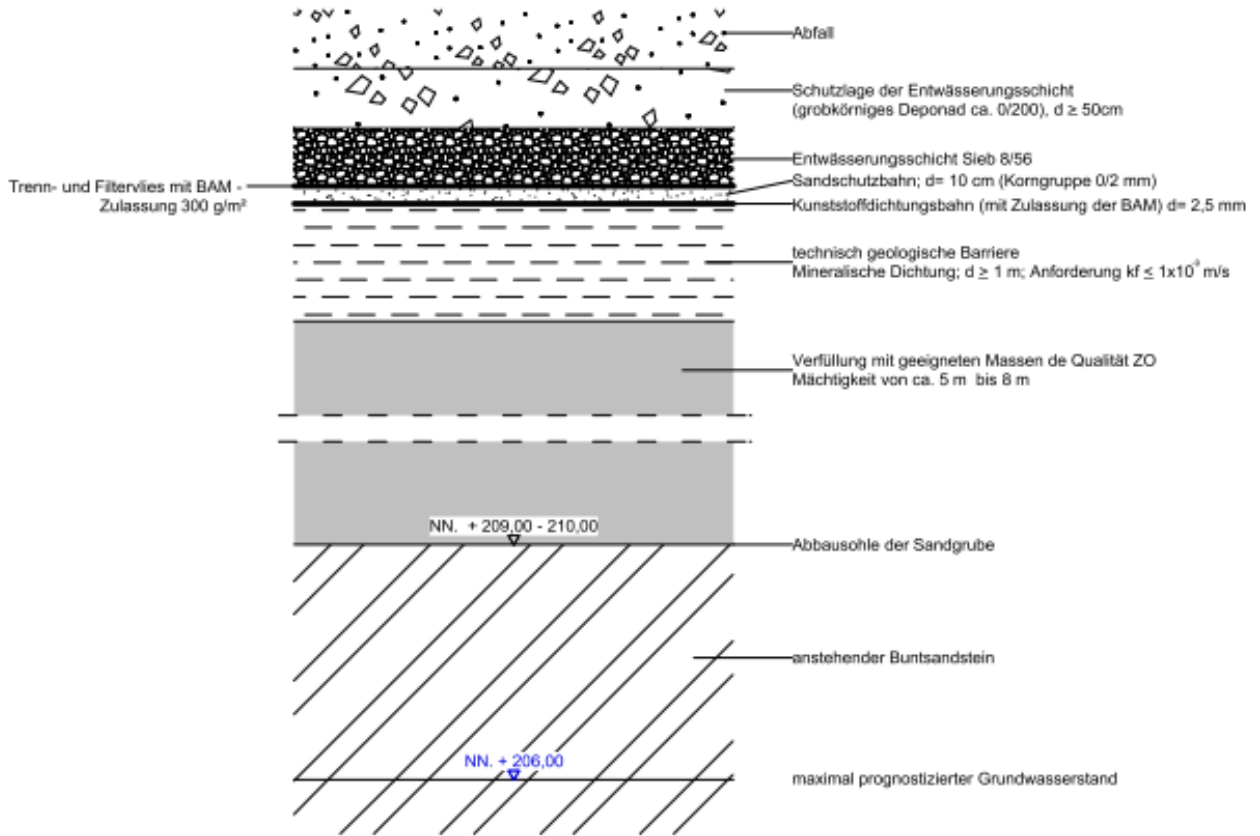 Abfall
Schutzlage der Entwässerungsschicht
(grobkörniges Deponad ca. 0/200), d ≥ 50cm
Entwässerungsschicht Sieb 8/56
Trenn- und Filtervlies mit BAM -
Zulassung 300 g/m²
Sandschutzbahn; d= 10 cm (Korngruppe 0/2 mm)
Kunststoffdichtungsbahn (mit Zulassung der BAM) d= 2,5 mm
technisch geologische Barriere
Mineralische Dichtung; d ≥ 1 m; Anforderung kf ≤ 1x10⁻⁹ m/s
Verfüllung mit geeigneten Massen de Qualität ZO
Mächtigkeit von ca. 5 m bis 8 m
NN. + 209,00 - 210,00
Abbausohle der Sandgrube
anstehender Buntsandstein
NN. + 206,00
maximal prognostizierter Grundwasserstand